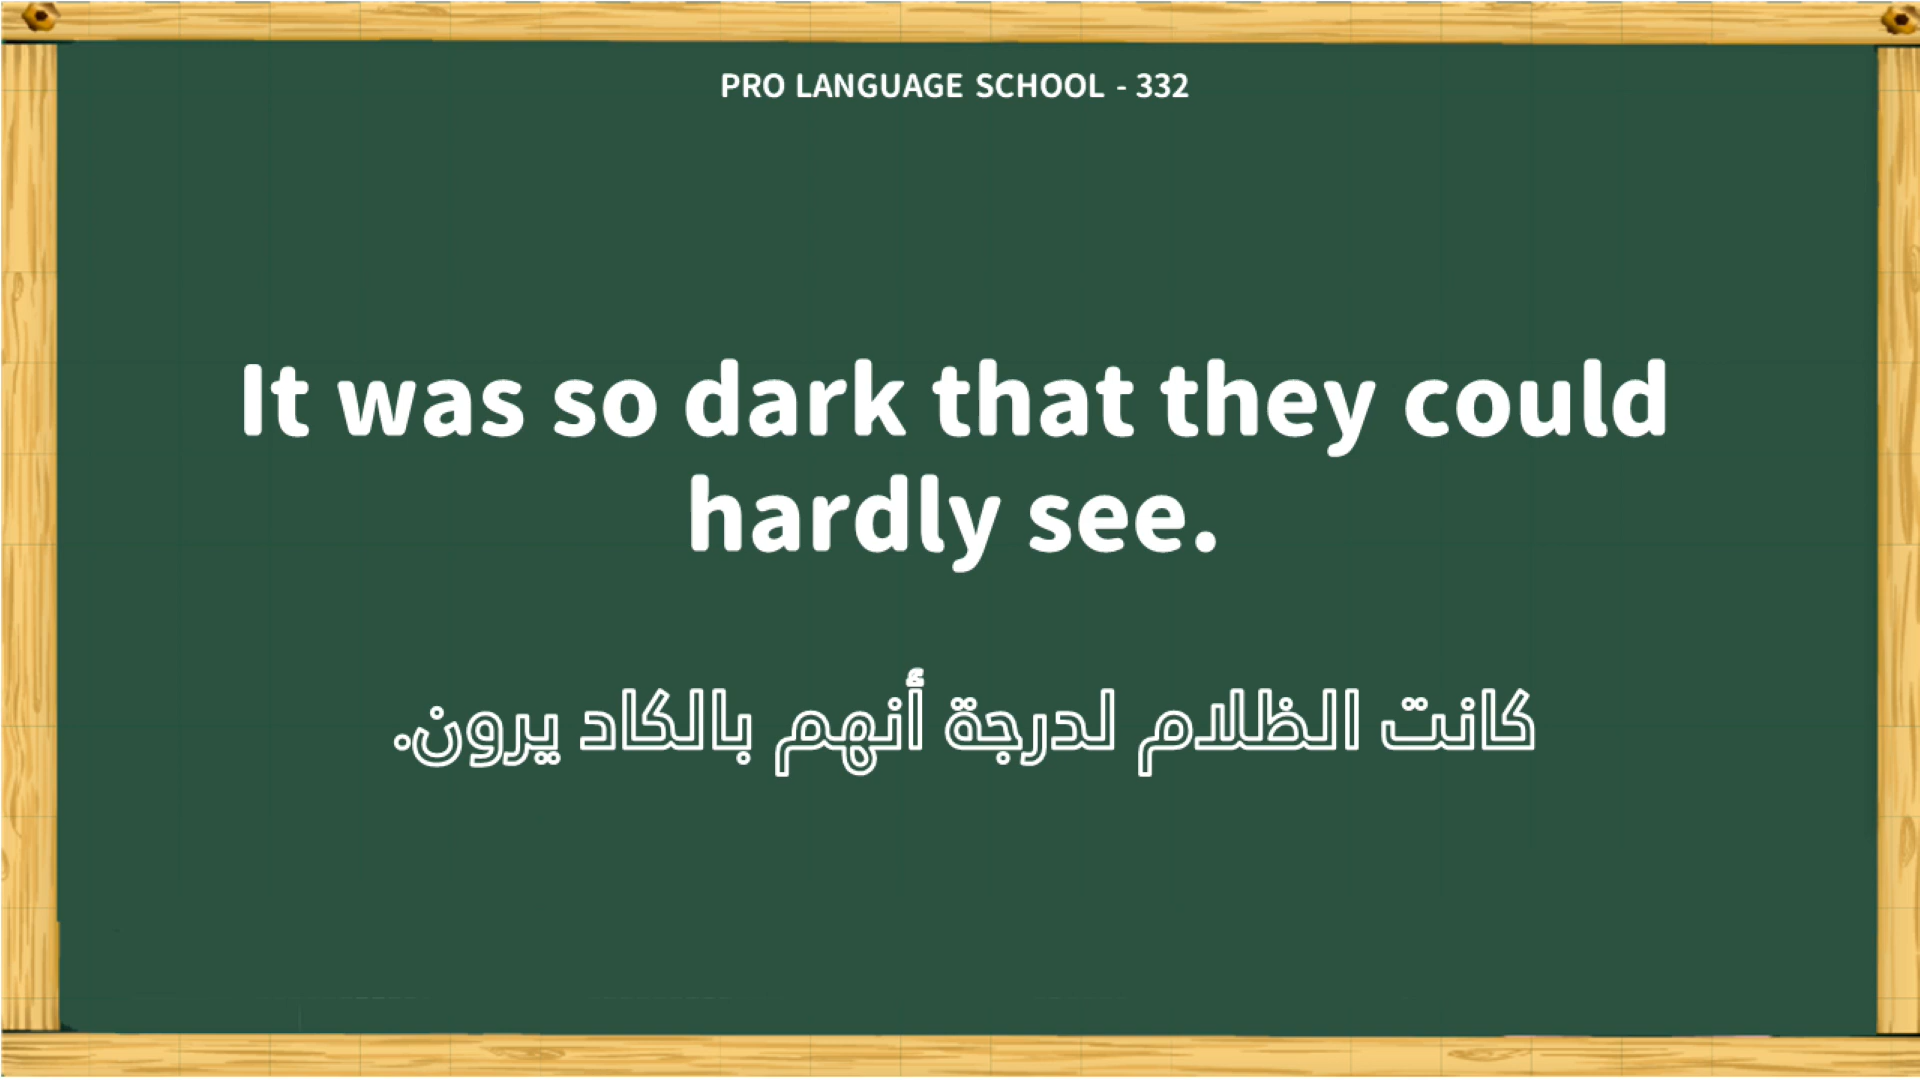 PRO LANGUAGE SCHOOL - 332
It was so dark that they could
hardly see.
كانت الظلام لدرجة أنهم بالكاد يرون.